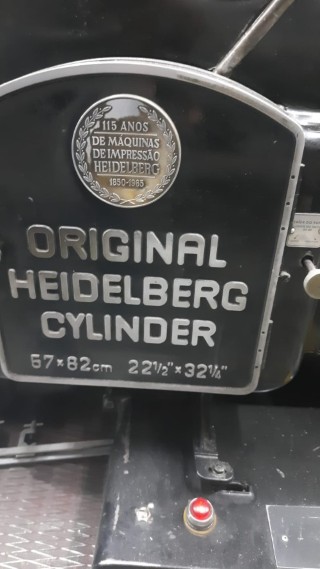 115 ANOS
DE MÁQUINAS
DE IMPRESSÃO
HEIDELBERG
1850-1965
ORIGINAL
HEIDELBERG
CYLINDER
57×82cm 22½"×32¼"